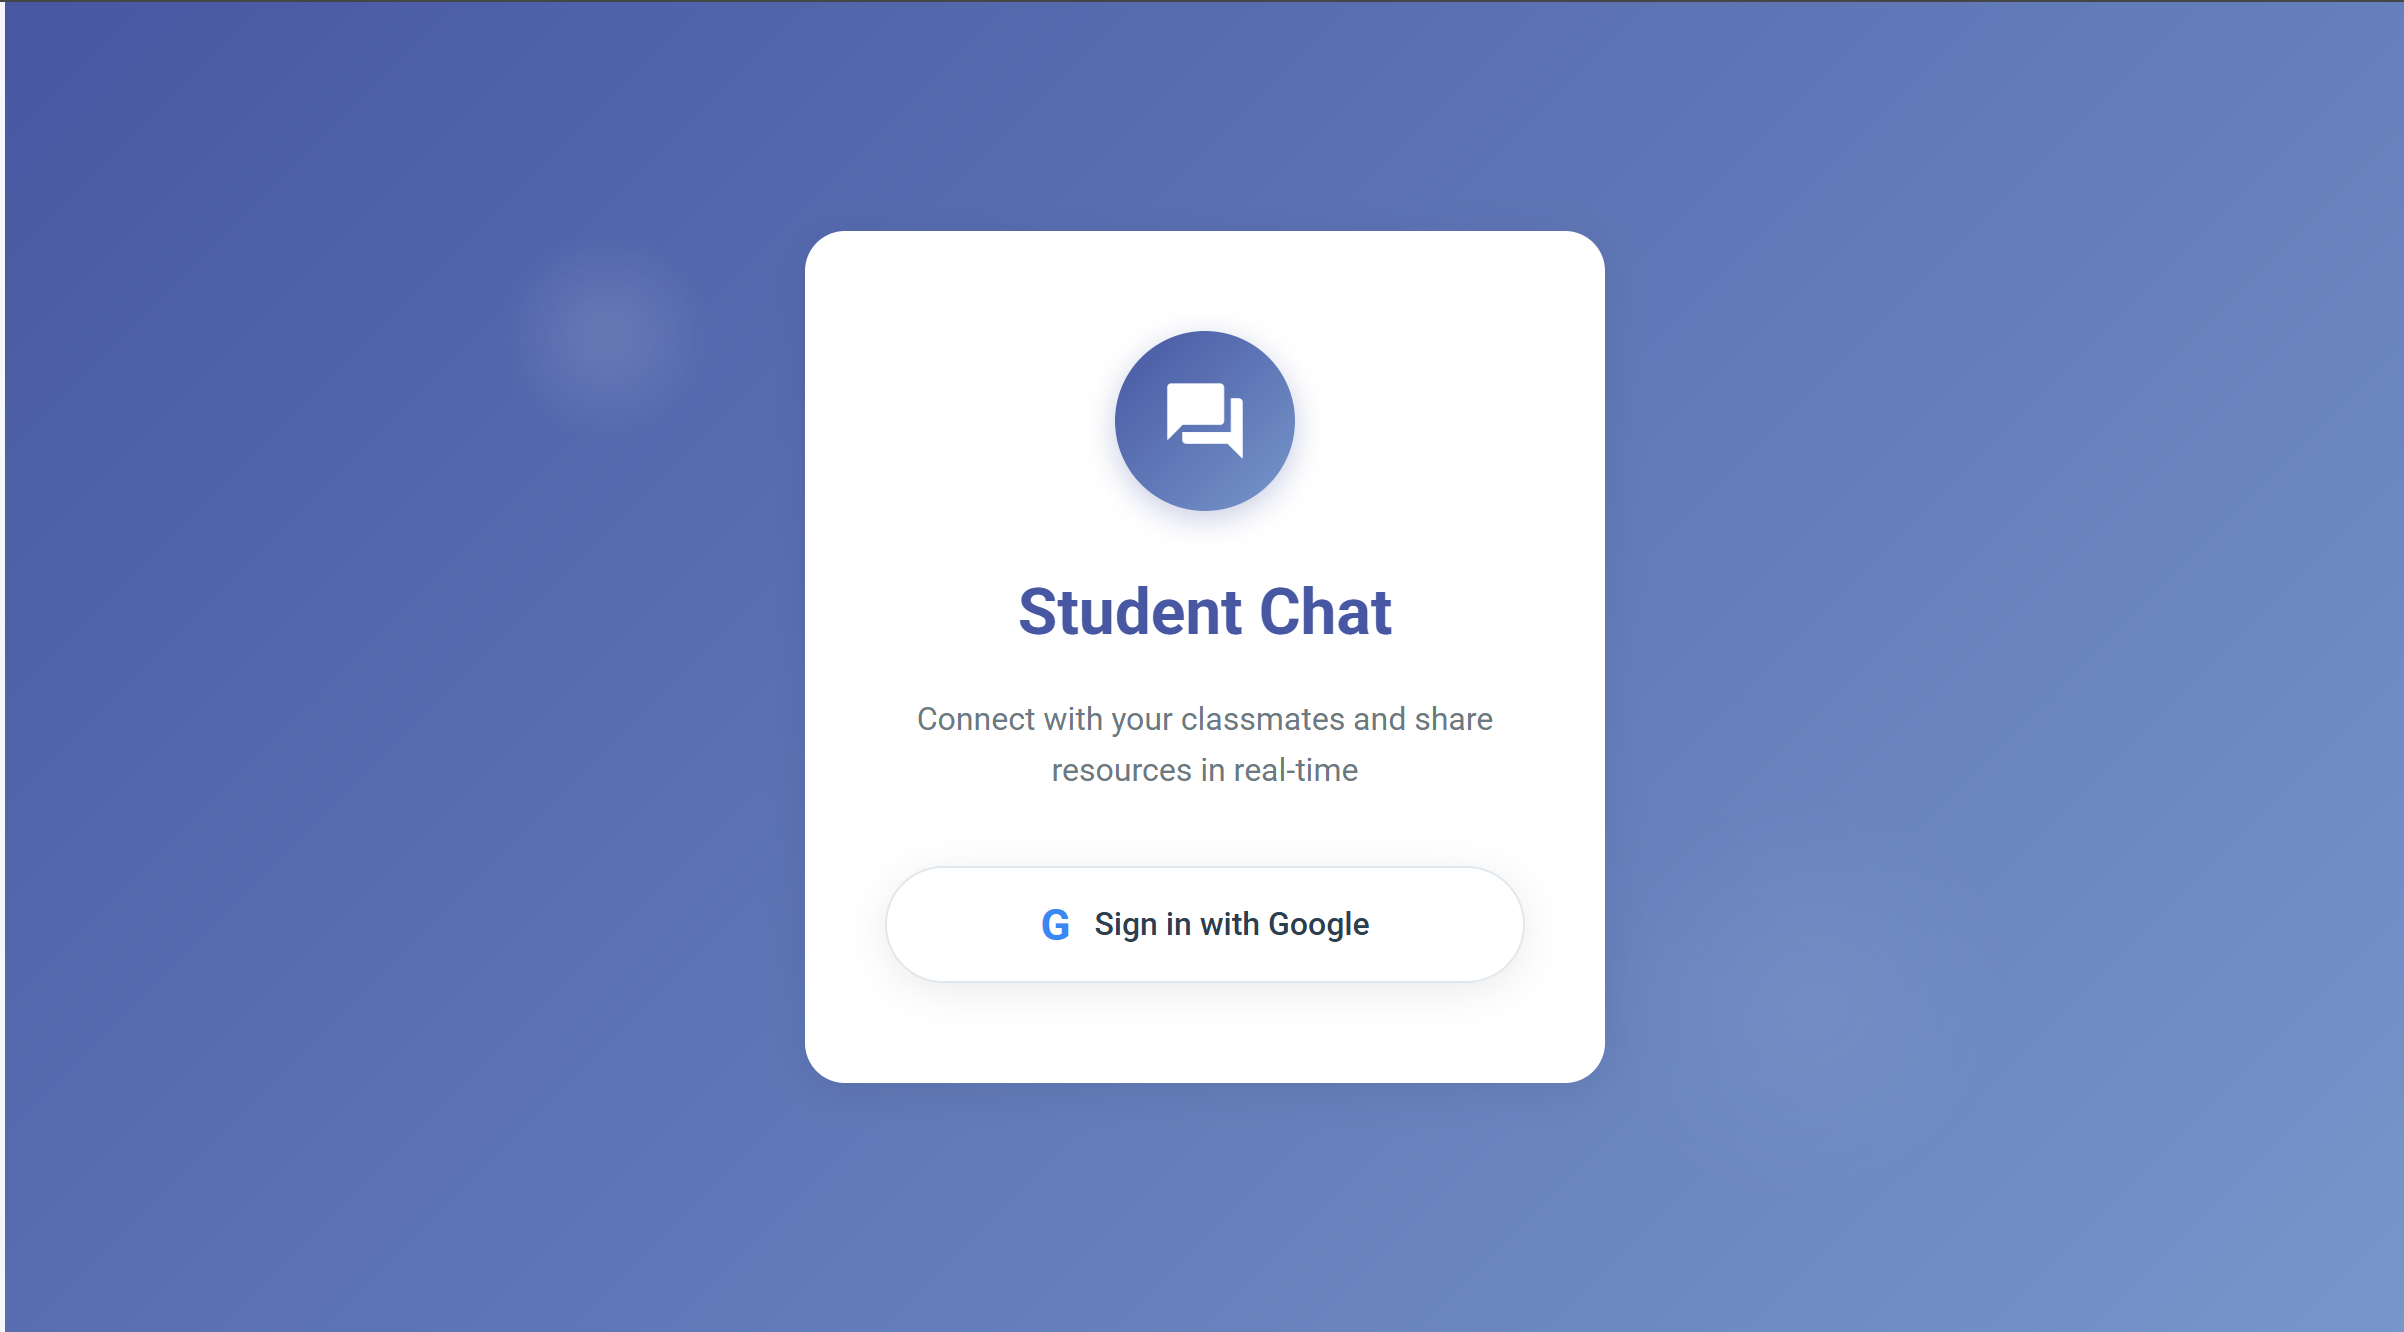 Student Chat
Connect with your classmates and share
resources in real-time
G Sign in with Google